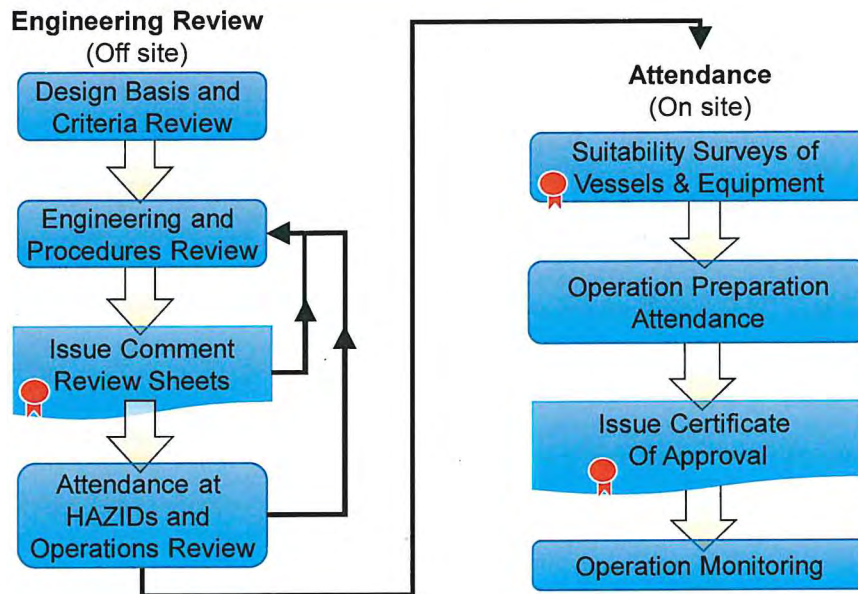 Engineering Review
(Off site)
Design Basis and
Criteria Review
Engineering and
Procedures Review
Issue Comment
Review Sheets
Attendance at
HAZIDs and
Operations Review
Attendance
(On site)
Suitability Surveys of
Vessels & Equipment
Operation Preparation
Attendance
Issue Certificate
Of Approval
Operation Monitoring